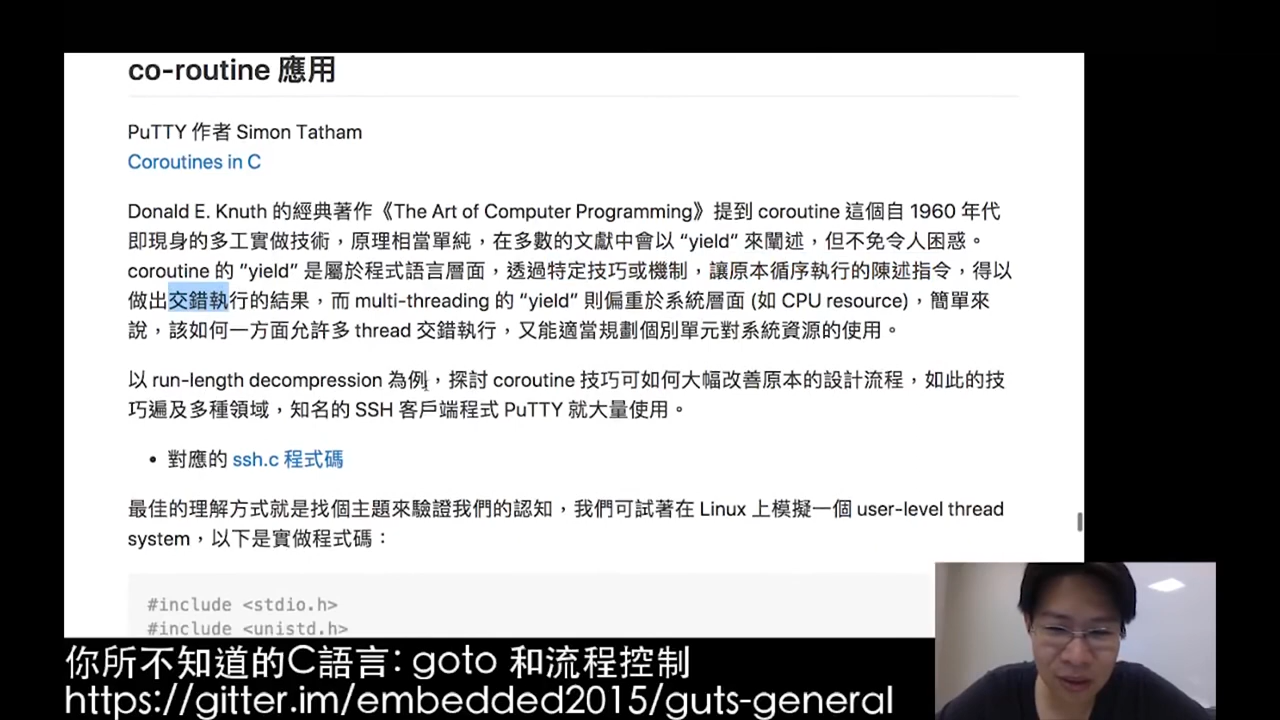 co-routine 應用
PuTTY 作者 Simon Tatham
Coroutines in C
Donald E. Knuth 的經典著作《The Art of Computer Programming》提到 coroutine 這個自 1960 年代
即現身的多工實做技術，原理相當單純，在多數的文獻中會以 “yield” 來闡述，但不免令人困惑。
coroutine 的 “yield” 是屬於程式語言層面，透過特定技巧或機制，讓原本循序執行的陳述指令，得以
做出交錯執行的結果，而 multi-threading 的 “yield” 則偏重於系統層面 (如 CPU resource)，簡單來
說，該如何一方面允許多 thread 交錯執行，又能適當規劃個別單元對系統資源的使用。
以 run-length decompression 為例，探討 coroutine 技巧可如何大幅改善原本的設計流程，如此的技
巧遍及多種領域，知名的 SSH 客戶端程式 PuTTY 就大量使用。
• 對應的 ssh.c 程式碼
最佳的理解方式就是找個主題來驗證我們的認知，我們可試著在 Linux 上模擬一個 user-level thread
system，以下是實做程式碼：
#include <stdio.h>
#include <unistd.h>
你所不知道的C語言: goto 和流程控制
https://gitter.im/embedded2015/guts-general